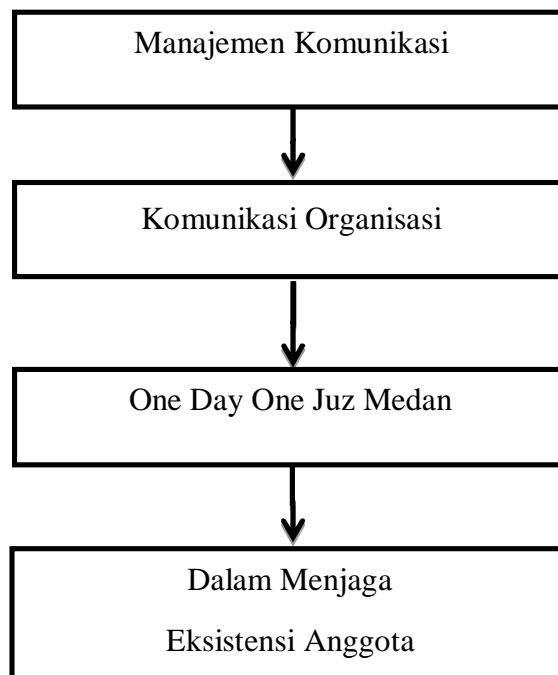 Manajemen Komunikasi
Komunikasi Organisasi
One Day One Juz Medan
Dalam Menjaga
Eksistensi Anggota